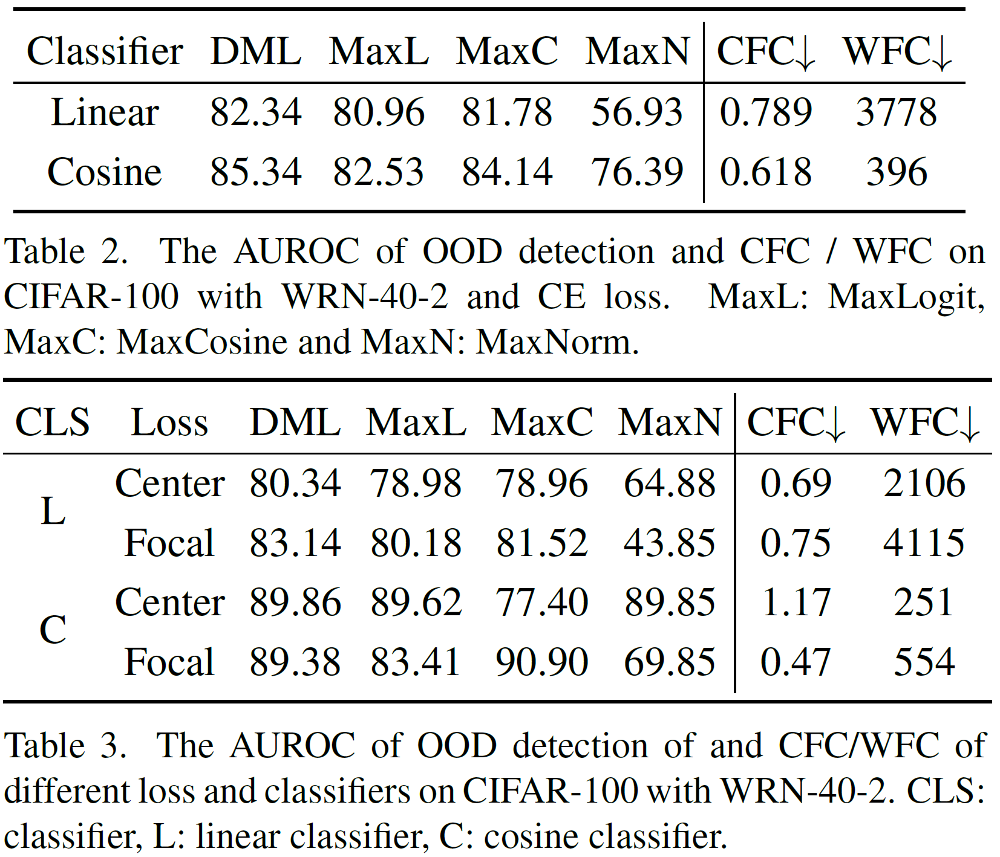 Classifier DML MaxL MaxC MaxN CFC↓ WFC↓
Linear 82.34 80.96 81.78 56.93 0.789 3778
Cosine 85.34 82.53 84.14 76.39 0.618 396
Table 2. The AUROC of OOD detection and CFC / WFC on
CIFAR-100 with WRN-40-2 and CE loss. MaxL: MaxLogit,
MaxC: MaxCosine and MaxN: MaxNorm.
CLS Loss DML MaxL MaxC MaxN CFC↓ WFC↓
L
Center 80.34 78.98 78.96 64.88 0.69 2106
Focal 83.14 80.18 81.52 43.85 0.75 4115
C
Center 89.86 89.62 77.40 89.85 1.17 251
Focal 89.38 83.41 90.90 69.85 0.47 554
Table 3. The AUROC of OOD detection of and CFC/WFC of
different loss and classifiers on CIFAR-100 with WRN-40-2. CLS:
classifier, L: linear classifier, C: cosine classifier.